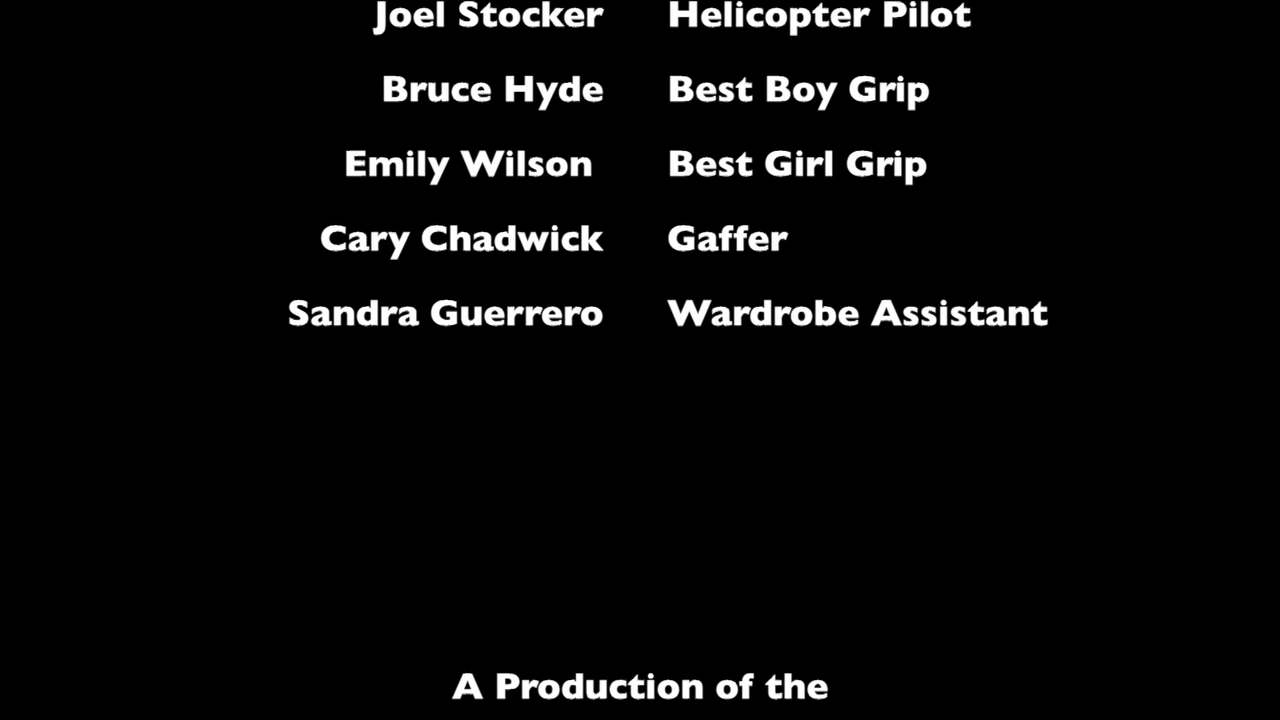 Joel Stocker Helicopter Pilot
Bruce Hyde Best Boy Grip
Emily Wilson Best Girl Grip
Cary Chadwick Gaffer
Sandra Guerrero Wardrobe Assistant
A Production of the